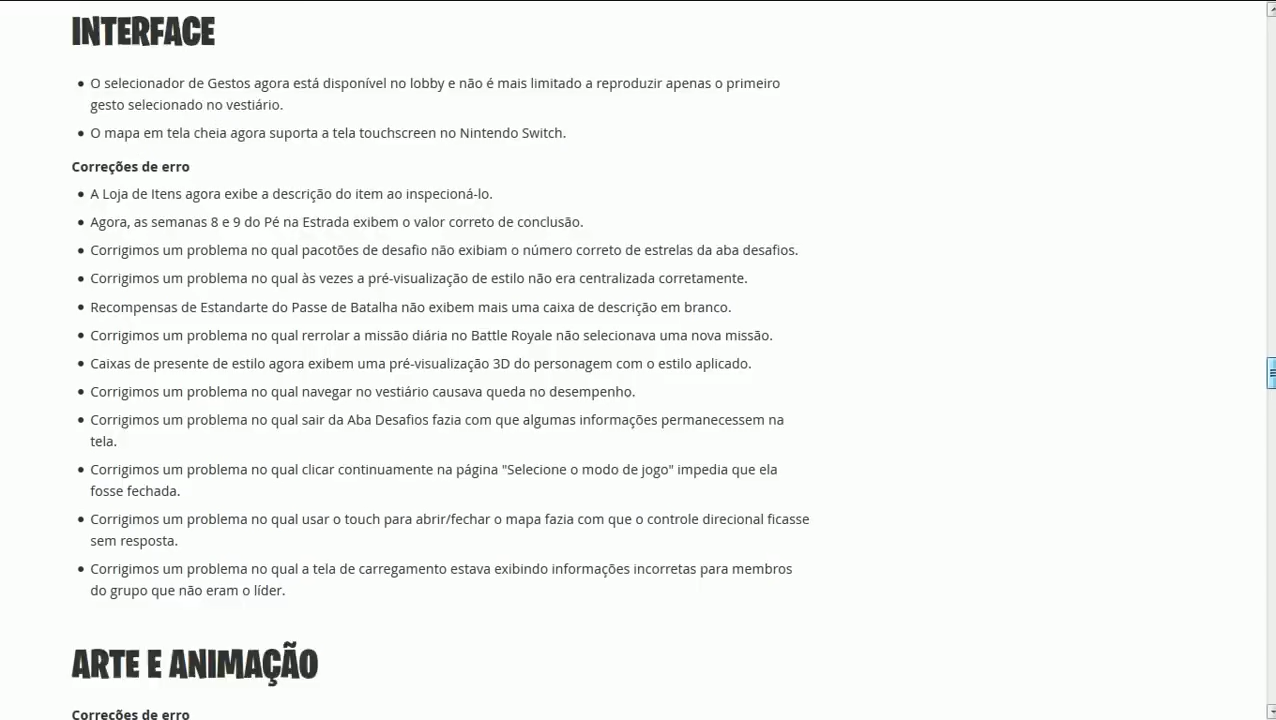 INTERFACE
O selecionador de Gestos agora está disponível no lobby e não é mais limitado a reproduzir apenas o primeiro
gesto selecionado no vestiário.
O mapa em tela cheia agora suporta a tela touchscreen no Nintendo Switch.
Correções de erro
A Loja de Itens agora exibe a descrição do item ao inspecioná-lo.
Agora, as semanas 8 e 9 do Pé na Estrada exibem o valor correto de conclusão.
Corrigimos um problema no qual pacotões de desafio não exibiam o número correto de estrelas da aba desafios.
Corrigimos um problema no qual às vezes a pré-visualização de estilo não era centralizada corretamente.
Recompensas de Estandarte do Passe de Batalha não exibem mais uma caixa de descrição em branco.
Corrigimos um problema no qual rerrolar a missão diária no Battle Royale não selecionava uma nova missão.
Caixas de presente de estilo agora exibem uma pré-visualização 3D do personagem com o estilo aplicado.
Corrigimos um problema no qual navegar no vestiário causava queda no desempenho.
Corrigimos um problema no qual sair da Aba Desafios fazia com que algumas informações permanecessem na
tela.
Corrigimos um problema no qual clicar continuamente na página "Selecione o modo de jogo" impedia que ela
fosse fechada.
Corrigimos um problema no qual usar o touch para abrir/fechar o mapa fazia com que o controle direcional ficasse
sem resposta.
Corrigimos um problema no qual a tela de carregamento estava exibindo informações incorretas para membros
do grupo que não eram o líder.
ARTE E ANIMAÇÃO
Correções de erro